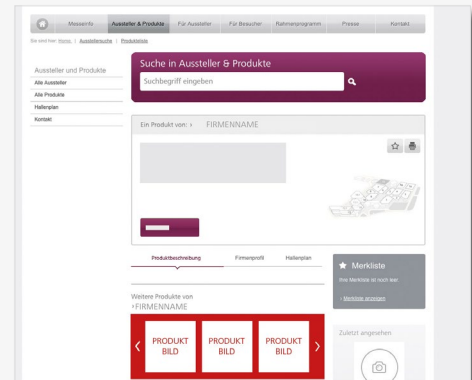 Messeinfo
Aussteller & Produkte
Für Aussteller
Für Besucher
Rahmenprogramm
Presse
Kontakt
Sie sind hier: Home | Ausstellersuche | Produktliste
Aussteller und Produkte
Alle Aussteller
Alle Produkte
Hallenplan
Kontakt
Suche in Aussteller & Produkte
Suchbegriff eingeben
Ein Produkt von: › FIRMENNAME
Produktbeschreibung
Firmenprofil
Hallenplan
Weitere Produkte von
›FIRMENNAME
PRODUKT
BILD
PRODUKT
BILD
PRODUKT
BILD
Merkliste
Ihre Merkliste ist noch leer.
› Merkliste anzeigen
Zuletzt angesehen